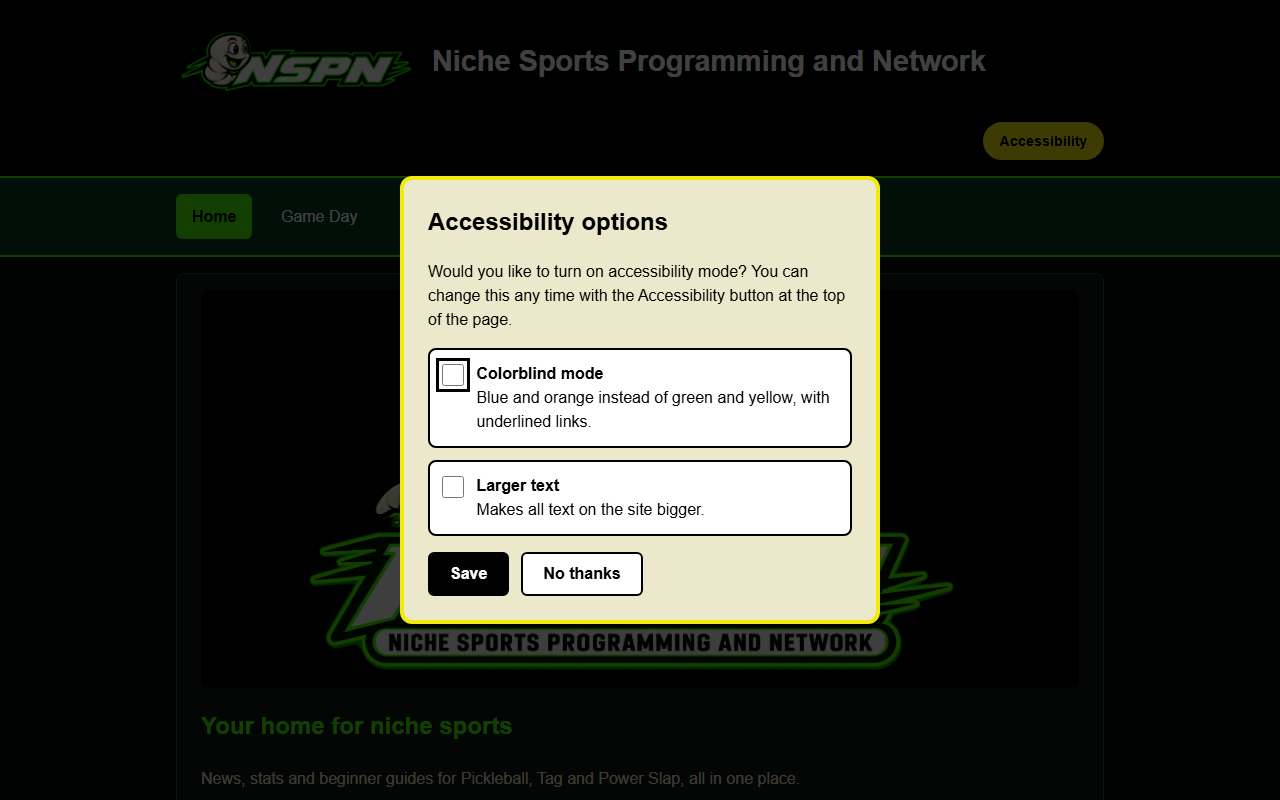 NSPN
Niche Sports Programming and Network
Accessibility
Home
Game Day
Accessibility options
Would you like to turn on accessibility mode? You can
change this any time with the Accessibility button at the top
of the page.
Colorblind mode
Blue and orange instead of green and yellow, with
underlined links.
Larger text
Makes all text on the site bigger.
Save
No thanks
NICHE SPORTS PROGRAMMING AND NETWORK
Your home for niche sports
News, stats and beginner guides for Pickleball, Tag and Power Slap, all in one place.